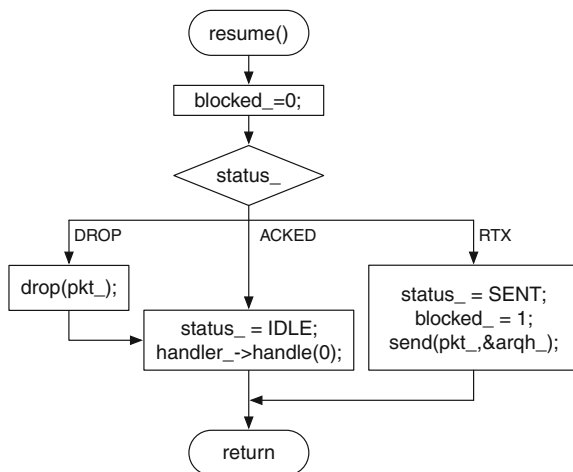 resume()
blocked_=0;
status_
DROP
ACKED
RTX
drop(pkt_);
status_ = IDLE;
handler_->handle(0);
status_ = SENT;
blocked_ = 1;
send(pkt_,&arqh_);
return